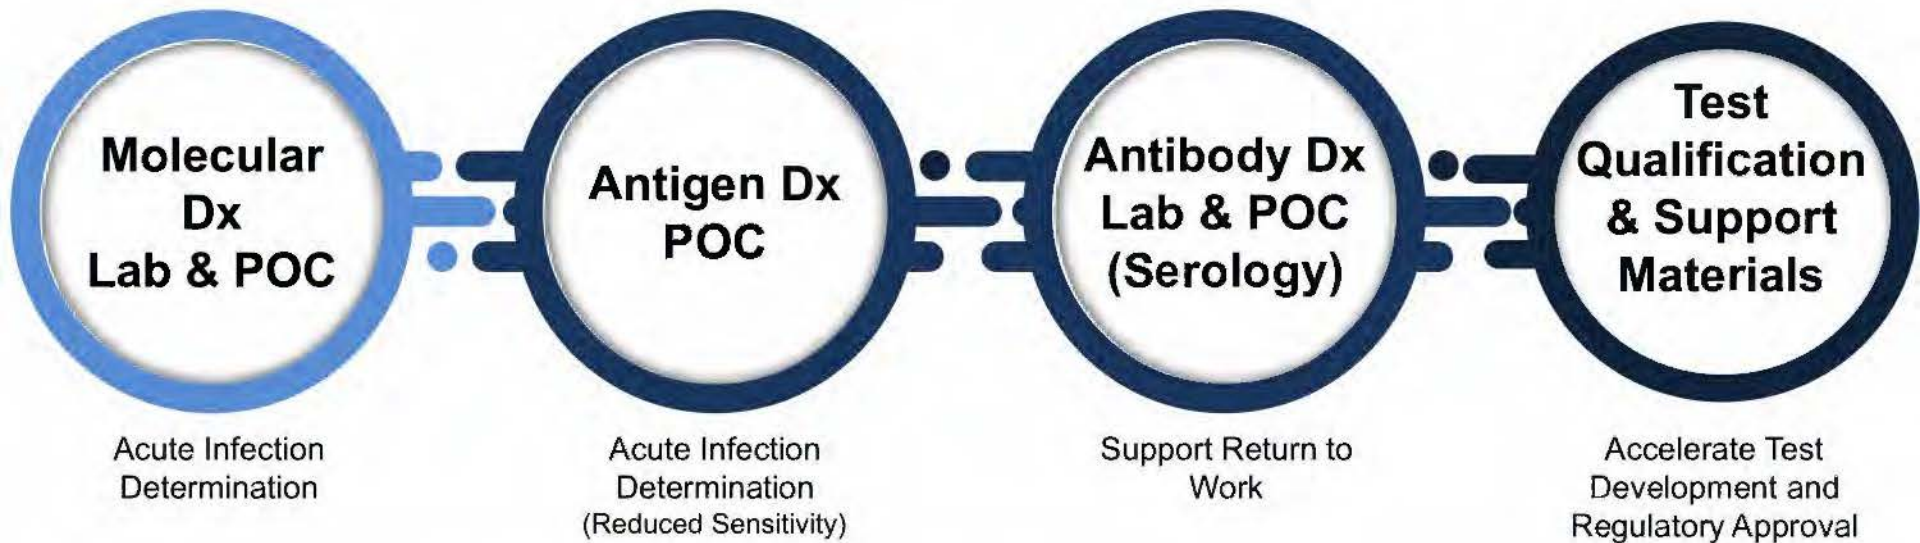 Molecular
Dx
Lab & POC
Acute Infection
Determination
Antigen Dx
POC
Acute Infection
Determination
(Reduced Sensitivity)
Antibody Dx
Lab & POC
(Serology)
Support Return to
Work
Test
Qualification
& Support
Materials
Accelerate Test
Development and
Regulatory Approval